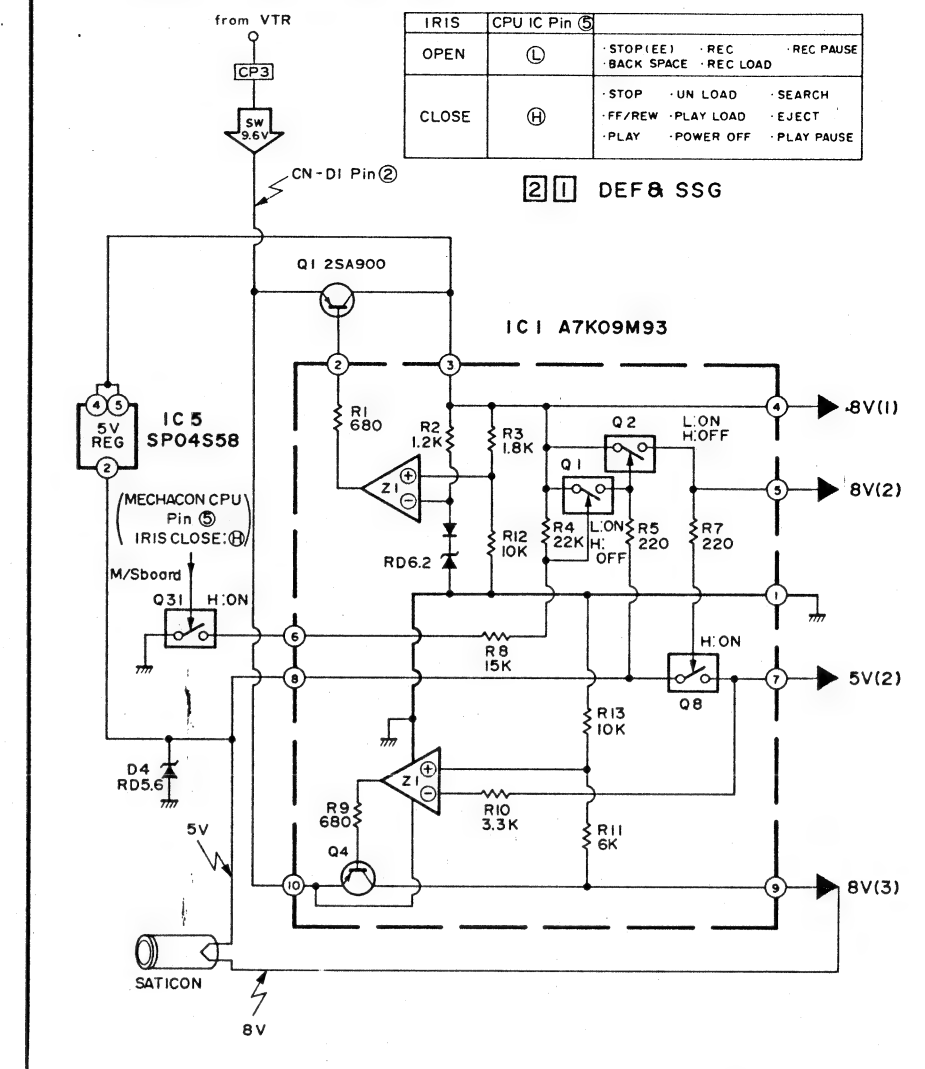 from VTR
CP3
SW
9.6V
CN-D1 Pin②
IRIS CPU IC Pin ⑤
OPEN Ⓛ ·STOP(EE) ·REC ·REC PAUSE
·BACK SPACE ·REC LOAD
CLOSE Ⓗ ·STOP ·UN LOAD ·SEARCH
·FF/REW ·PLAY LOAD ·EJECT
·PLAY ·POWER OFF ·PLAY PAUSE
2 1 DEF & SSG
Q1 2SA900
IC1 A7K09M93
2 3
4 5
5V
REG
2
IC5
SP04S58
R1
680
R2
1.2K
R3
1.8K
Q2
L:ON
H:OFF
4 8V(1)
Q1
L:ON
H:
OFF
5 8V(2)
Z1
⊕
⊖
RD6.2
R12
10K
R4
22K
R5
220
R7
220
(MECHACON CPU
Pin ⑤
IRIS CLOSE:Ⓗ)
M/Sboard
Q31 H:ON
1
6
R8
15K
H:ON
Q8
8
7 5V(2)
R13
10K
D4
RD5.6
Z1
⊕
⊖
R10
3.3K
R9
680
R11
6K
Q4
5V
10
9 8V(3)
SATICON
8V